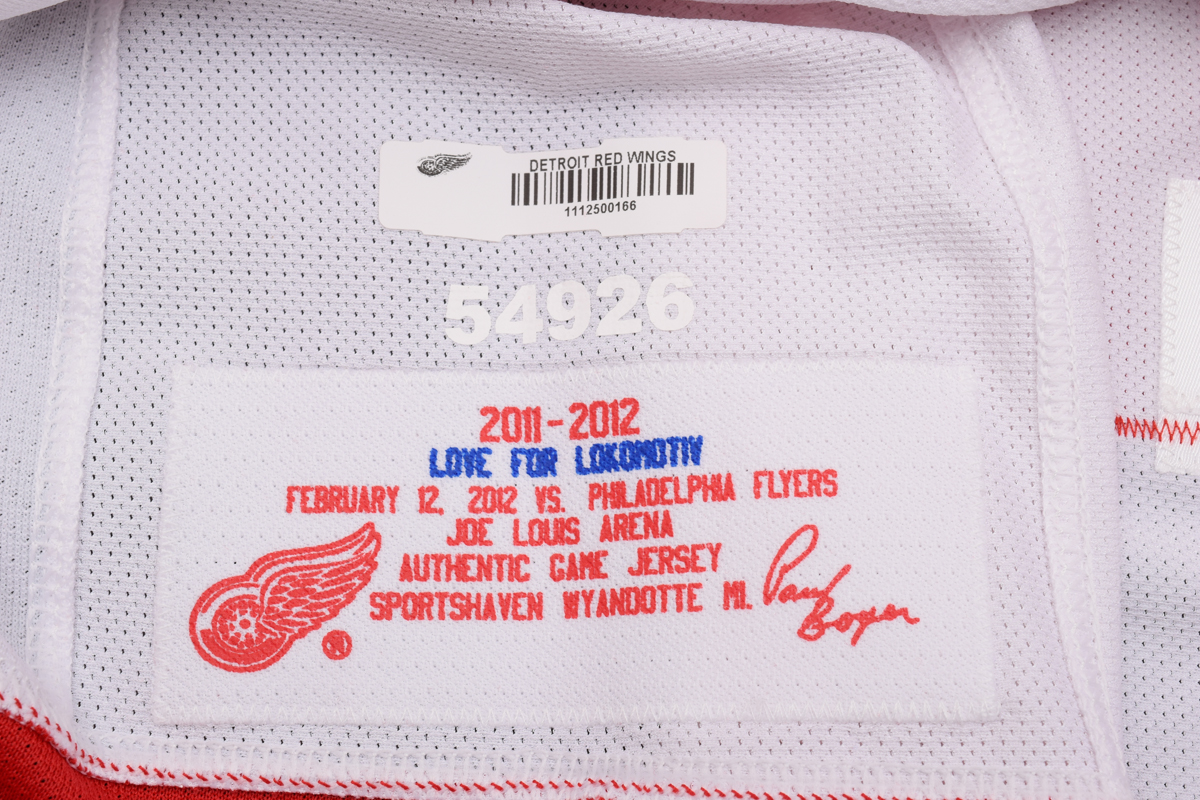 DETROIT RED WINGS
1112500166
54926
2011-2012
LOVE FOR LOKOMOTIV
FEBRUARY 12, 2012 VS. PHILADELPHIA FLYERS
JOE LOUIS ARENA
AUTHENTIC GAME JERSEY
SPORTSHAVEN WYANDOTTE MI.
Paul Boyer
®